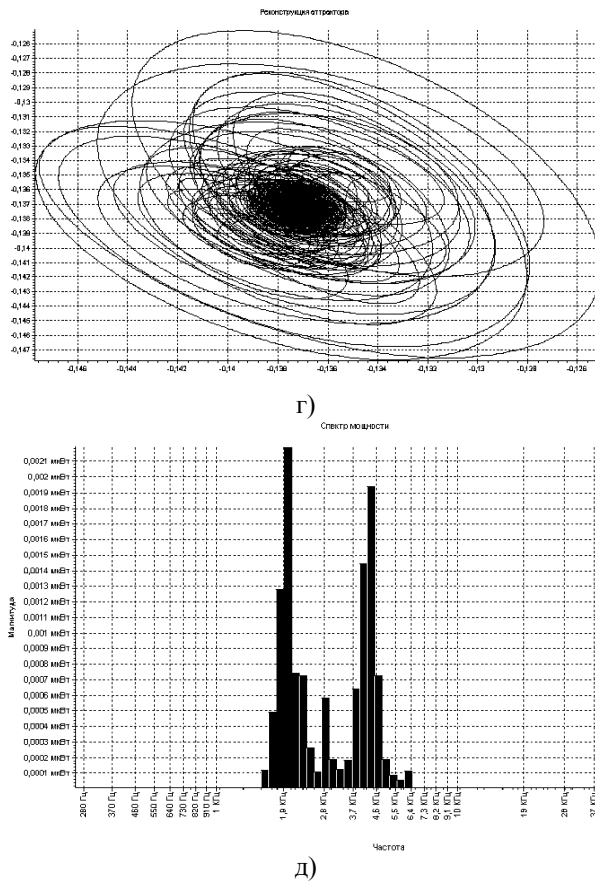 Реконструкция аттрактора
-0,126
-0,127
-0,128
-0,129
-0,13
-0,131
-0,132
-0,133
-0,134
-0,135
-0,136
-0,137
-0,138
-0,139
-0,14
-0,141
-0,142
-0,143
-0,144
-0,145
-0,146
-0,147
-0,146 -0,144 -0,142 -0,14 -0,138 -0,136 -0,134 -0,132 -0,13 -0,128 -0,126
г)
Спектр мощности
0,0021 мкВт
0,002 мкВт
0,0019 мкВт
0,0018 мкВт
0,0017 мкВт
0,0016 мкВт
0,0015 мкВт
0,0014 мкВт
0,0013 мкВт
0,0012 мкВт
0,0011 мкВт
0,001 мкВт
0,0009 мкВт
0,0008 мкВт
0,0007 мкВт
0,0006 мкВт
0,0005 мкВт
0,0004 мкВт
0,0003 мкВт
0,0002 мкВт
0,0001 мкВт
Магнитуда
280 Гц 370 Гц 460 Гц 550 Гц 640 Гц 730 Гц 820 Гц 910 Гц 1 КГц 1,9 КГц 2,8 КГц 3,7 КГц 4,6 КГц 5,5 КГц 6,4 КГц 7,3 КГц 8,2 КГц 9,1 КГц 10 КГц 19 КГц 28 КГц 37 КГц
Частота
д)